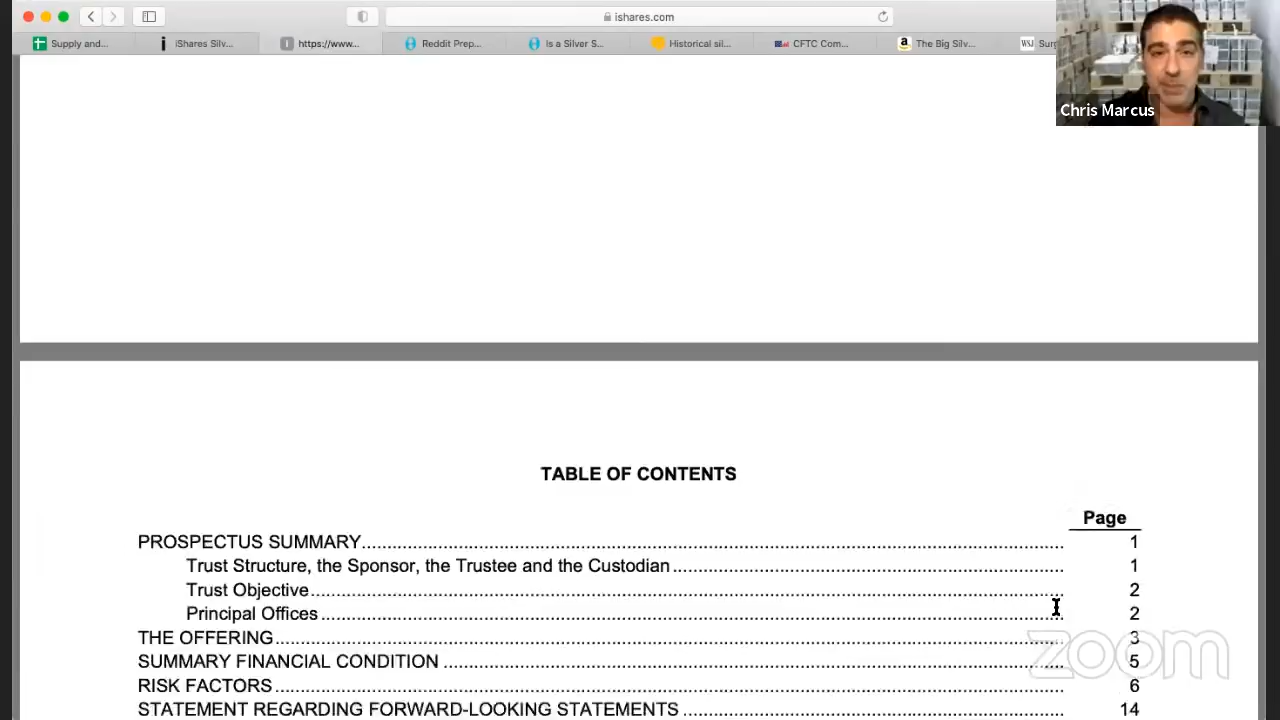 ishares.com
Supply and...
iShares Silv...
https://www...
Reddit Prep...
Is a Silver S...
Historical sil...
CFTC Com...
The Big Silv...
WSJ
Sur
Chris Marcus
TABLE OF CONTENTS
Page
PROSPECTUS SUMMARY 1
Trust Structure, the Sponsor, the Trustee and the Custodian 1
Trust Objective 2
Principal Offices 2
THE OFFERING 3
SUMMARY FINANCIAL CONDITION 5
RISK FACTORS 6
STATEMENT REGARDING FORWARD-LOOKING STATEMENTS 14
zoom